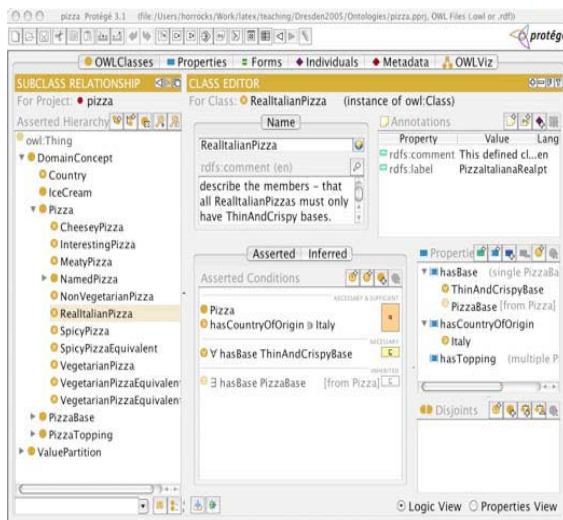 pizza Protégé 3.1 (file:/Users/horrocks/Work/latex/teaching/Dresden2005/Ontologies/pizza.pprj, OWL Files (.owl or .rdf))
protégé
OWLClasses Properties Forms Individuals Metadata OWLViz
SUBCLASS RELATIONSHIP
For Project: pizza
Asserted Hierarchy
owl:Thing
DomainConcept
Country
IceCream
Pizza
CheeseyPizza
InterestingPizza
MeatyPizza
NamedPizza
NonVegetarianPizza
RealItalianPizza
SpicyPizza
SpicyPizzaEquivalent
VegetarianPizza
VegetarianPizzaEquivalen
VegetarianPizzaEquivalen
PizzaBase
PizzaTopping
ValuePartition
CLASS EDITOR
For Class: RealItalianPizza (instance of owl:Class)
Name
RealItalianPizza
rdfs:comment (en)
describe the members – that
all RealItalianPizzas must only
have ThinAndCrispy bases.
Annotations
Property Value Lang
rdfs:comment This defined cl...en
rdfs:label PizzaItalianaRealpt
Asserted Inferred
Asserted Conditions
NECESSARY & SUFFICIENT
Pizza
hasCountryOfOrigin ∋ Italy
NECESSARY
∀ hasBase ThinAndCrispyBase
INHERITED
∃ hasBase PizzaBase [from Pizza]
Propertie
hasBase (single PizzaBa
ThinAndCrispyBase
PizzaBase [from Pizza]
hasCountryOfOrigin
Italy
hasTopping (multiple P
Disjoints
Logic View Properties View